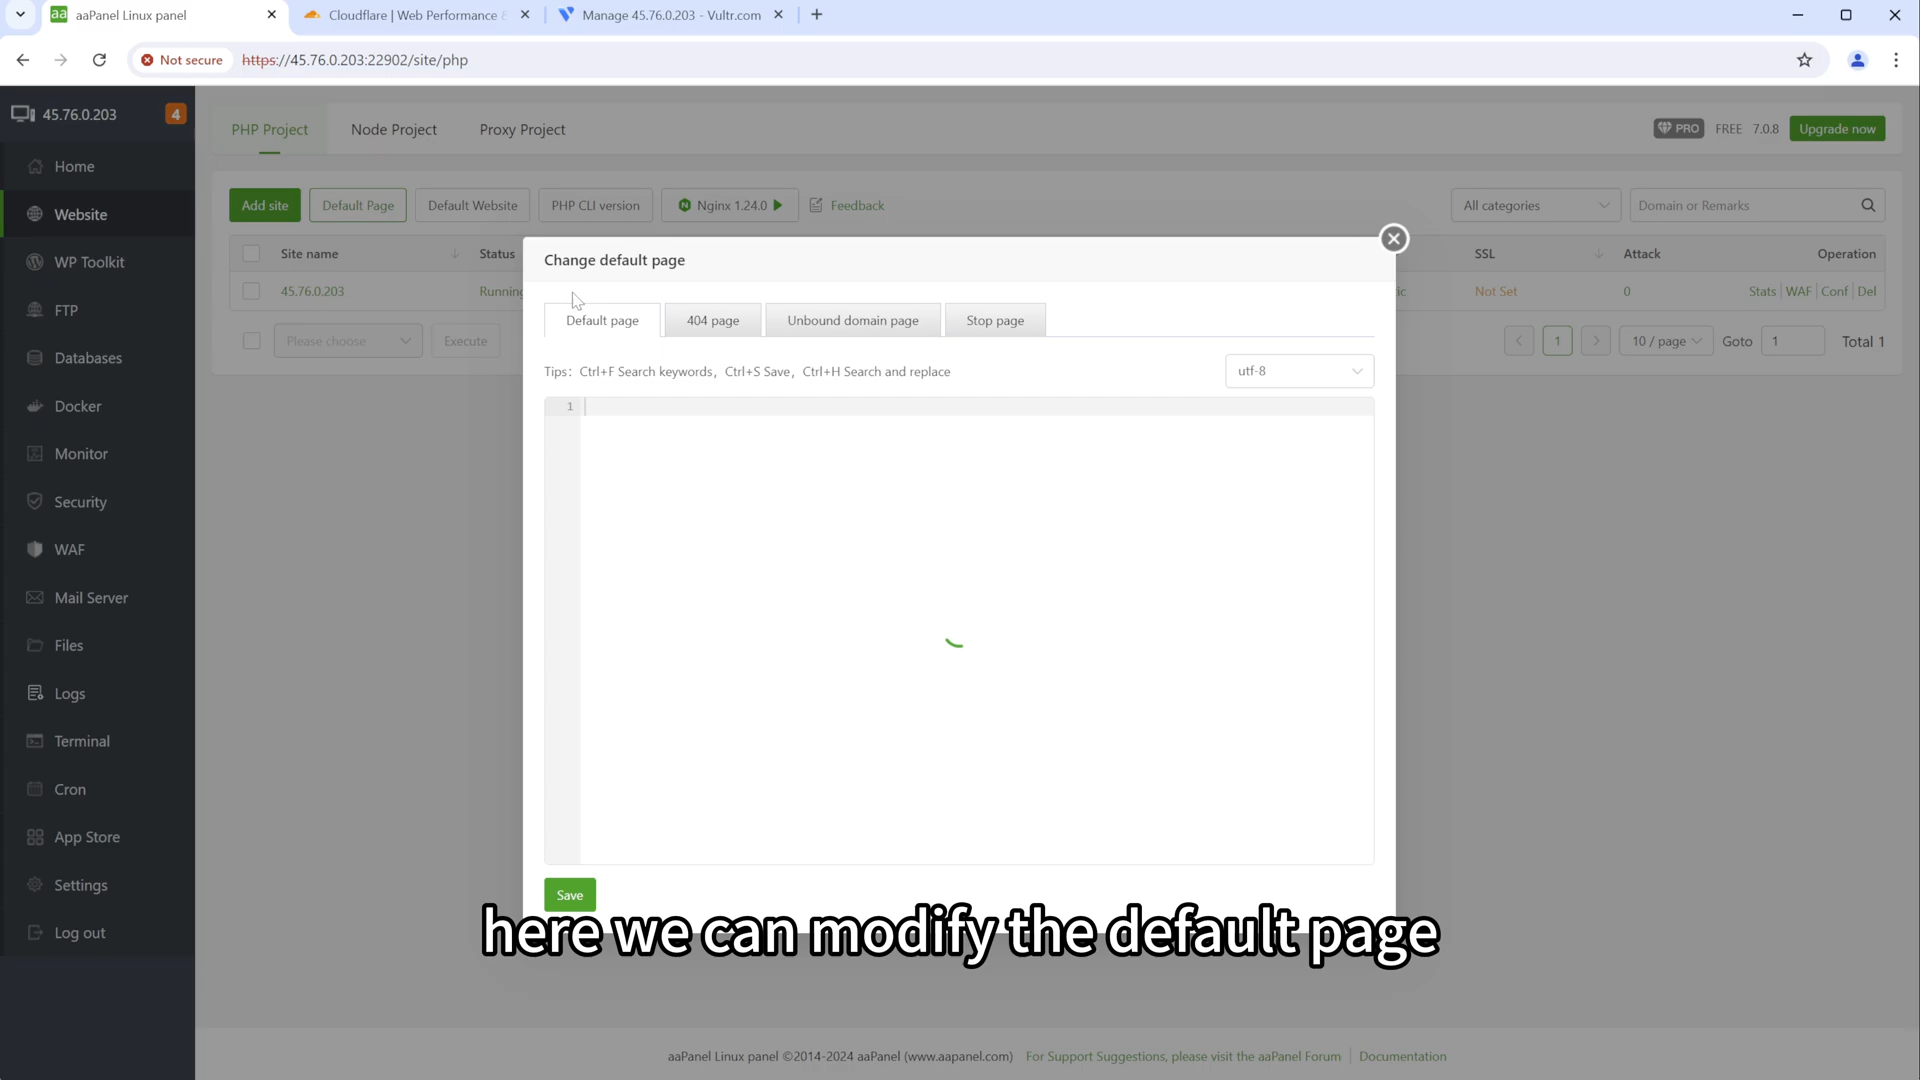 aa aaPanel Linux panel
Cloudflare | Web Performance &
Manage 45.76.0.203 - Vultr.com
Not secure https://45.76.0.203:22902/site/php
45.76.0.203
4
Home
Website
WP Toolkit
FTP
Databases
Docker
Monitor
Security
WAF
Mail Server
Files
Logs
Terminal
Cron
App Store
Settings
Log out
PHP Project Node Project Proxy Project
PRO FREE 7.0.8 Upgrade now
Add site Default Page Default Website PHP CLI version Nginx 1.24.0 Feedback
All categories Domain or Remarks
Site name Status SSL Attack Operation
45.76.0.203 Running ic Not Set 0 Stats | WAF | Conf | Del
Please choose Execute 1 10 / page Goto 1 Total 1
Change default page
Default page 404 page Unbound domain page Stop page
Tips: Ctrl+F Search keywords, Ctrl+S Save, Ctrl+H Search and replace
utf-8
1
Save
here we can modify the default page
aaPanel Linux panel ©2014-2024 aaPanel (www.aapanel.com) For Support Suggestions, please visit the aaPanel Forum | Documentation